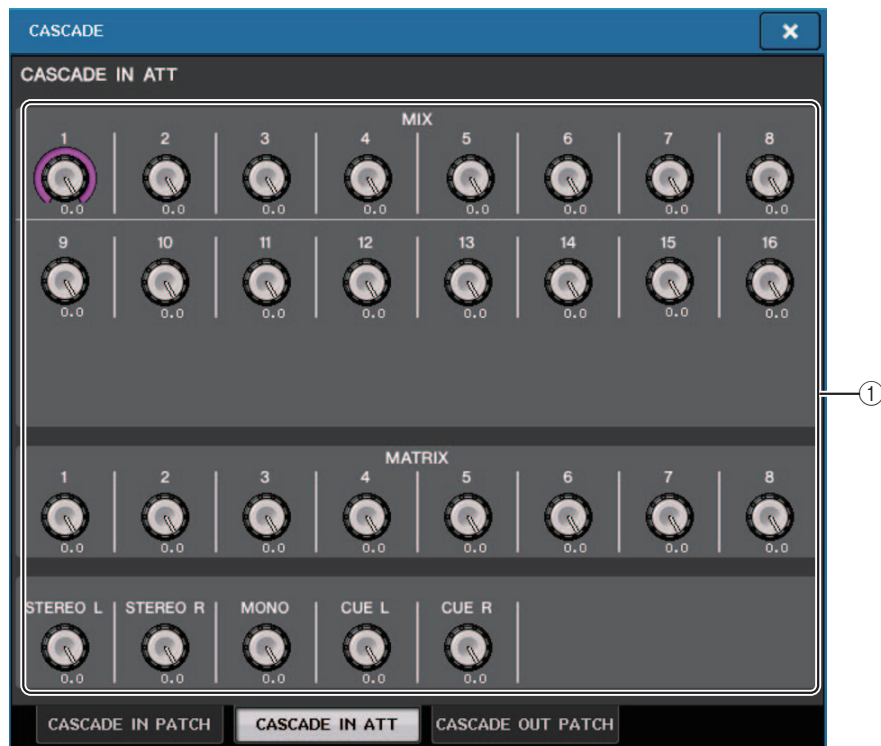 CASCADE
CASCADE IN ATT
MIX
1 2 3 4 5 6 7 8
0.0 0.0 0.0 0.0 0.0 0.0 0.0 0.0
9 10 11 12 13 14 15 16
0.0 0.0 0.0 0.0 0.0 0.0 0.0 0.0
①
MATRIX
1 2 3 4 5 6 7 8
0.0 0.0 0.0 0.0 0.0 0.0 0.0 0.0
STEREO L STEREO R MONO CUE L CUE R
0.0 0.0 0.0 0.0 0.0
CASCADE IN PATCH CASCADE IN ATT CASCADE OUT PATCH